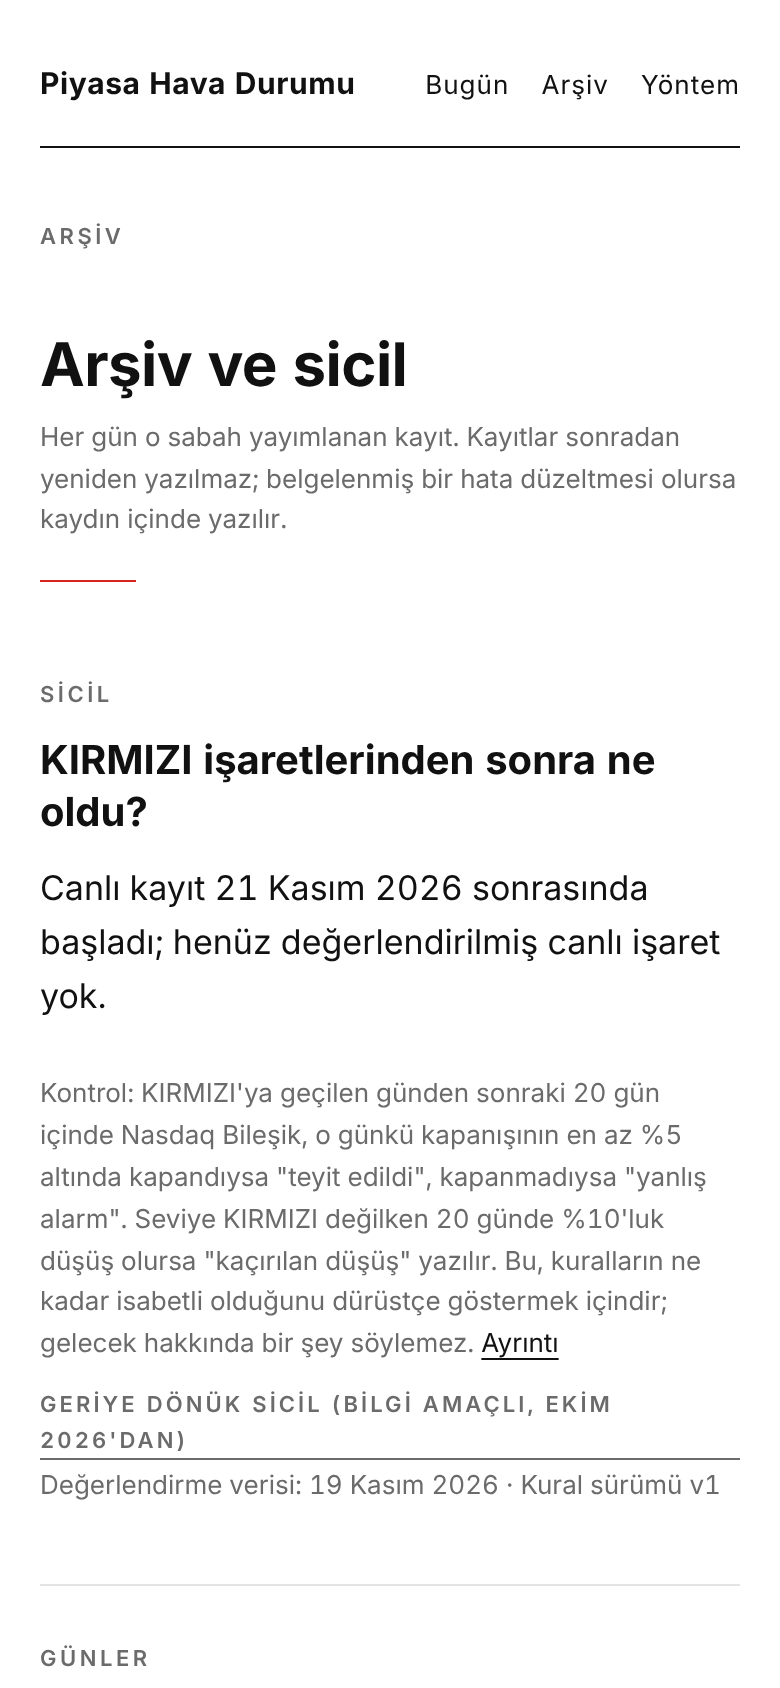 Piyasa Hava Durumu Bugün Arşiv Yöntem
ARŞİV
Arşiv ve sicil
Her gün o sabah yayımlanan kayıt. Kayıtlar sonradan
yeniden yazılmaz; belgelenmiş bir hata düzeltmesi olursa
kaydın içinde yazılır.
SİCİL
KIRMIZI işaretlerinden sonra ne
oldu?
Canlı kayıt 21 Kasım 2026 sonrasında
başladı; henüz değerlendirilmiş canlı işaret
yok.
Kontrol: KIRMIZI'ya geçilen günden sonraki 20 gün
içinde Nasdaq Bileşik, o günkü kapanışının en az %5
altında kapandıysa "teyit edildi", kapanmadıysa "yanlış
alarm". Seviye KIRMIZI değilken 20 günde %10'luk
düşüş olursa "kaçırılan düşüş" yazılır. Bu, kuralların ne
kadar isabetli olduğunu dürüstçe göstermek içindir;
gelecek hakkında bir şey söylemez. Ayrıntı
GERİYE DÖNÜK SİCİL (BİLGİ AMAÇLI, EKİM
2026'DAN)
Değerlendirme verisi: 19 Kasım 2026 · Kural sürümü v1
GÜNLER